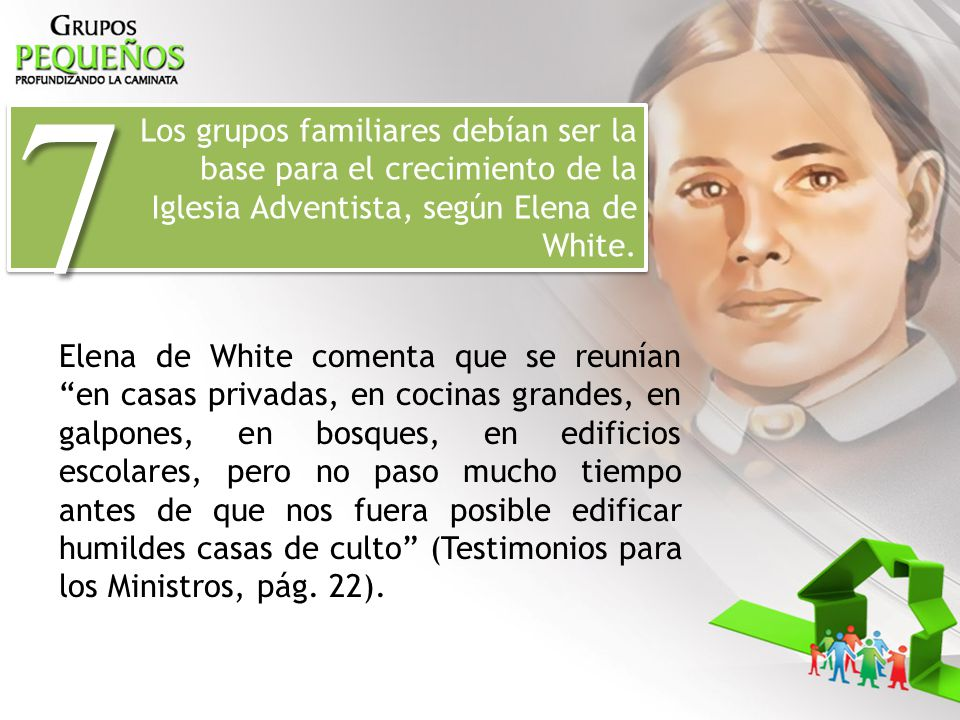 GRUPOS
PEQUEÑOS
PROFUNDIZANDO LA CAMINATA
7
Los grupos familiares debían ser la
base para el crecimiento de la
Iglesia Adventista, según Elena de
White.
Elena de White comenta que se reunían
“en casas privadas, en cocinas grandes, en
galpones, en bosques, en edificios
escolares, pero no paso mucho tiempo
antes de que nos fuera posible edificar
humildes casas de culto” (Testimonios para
los Ministros, pág. 22).